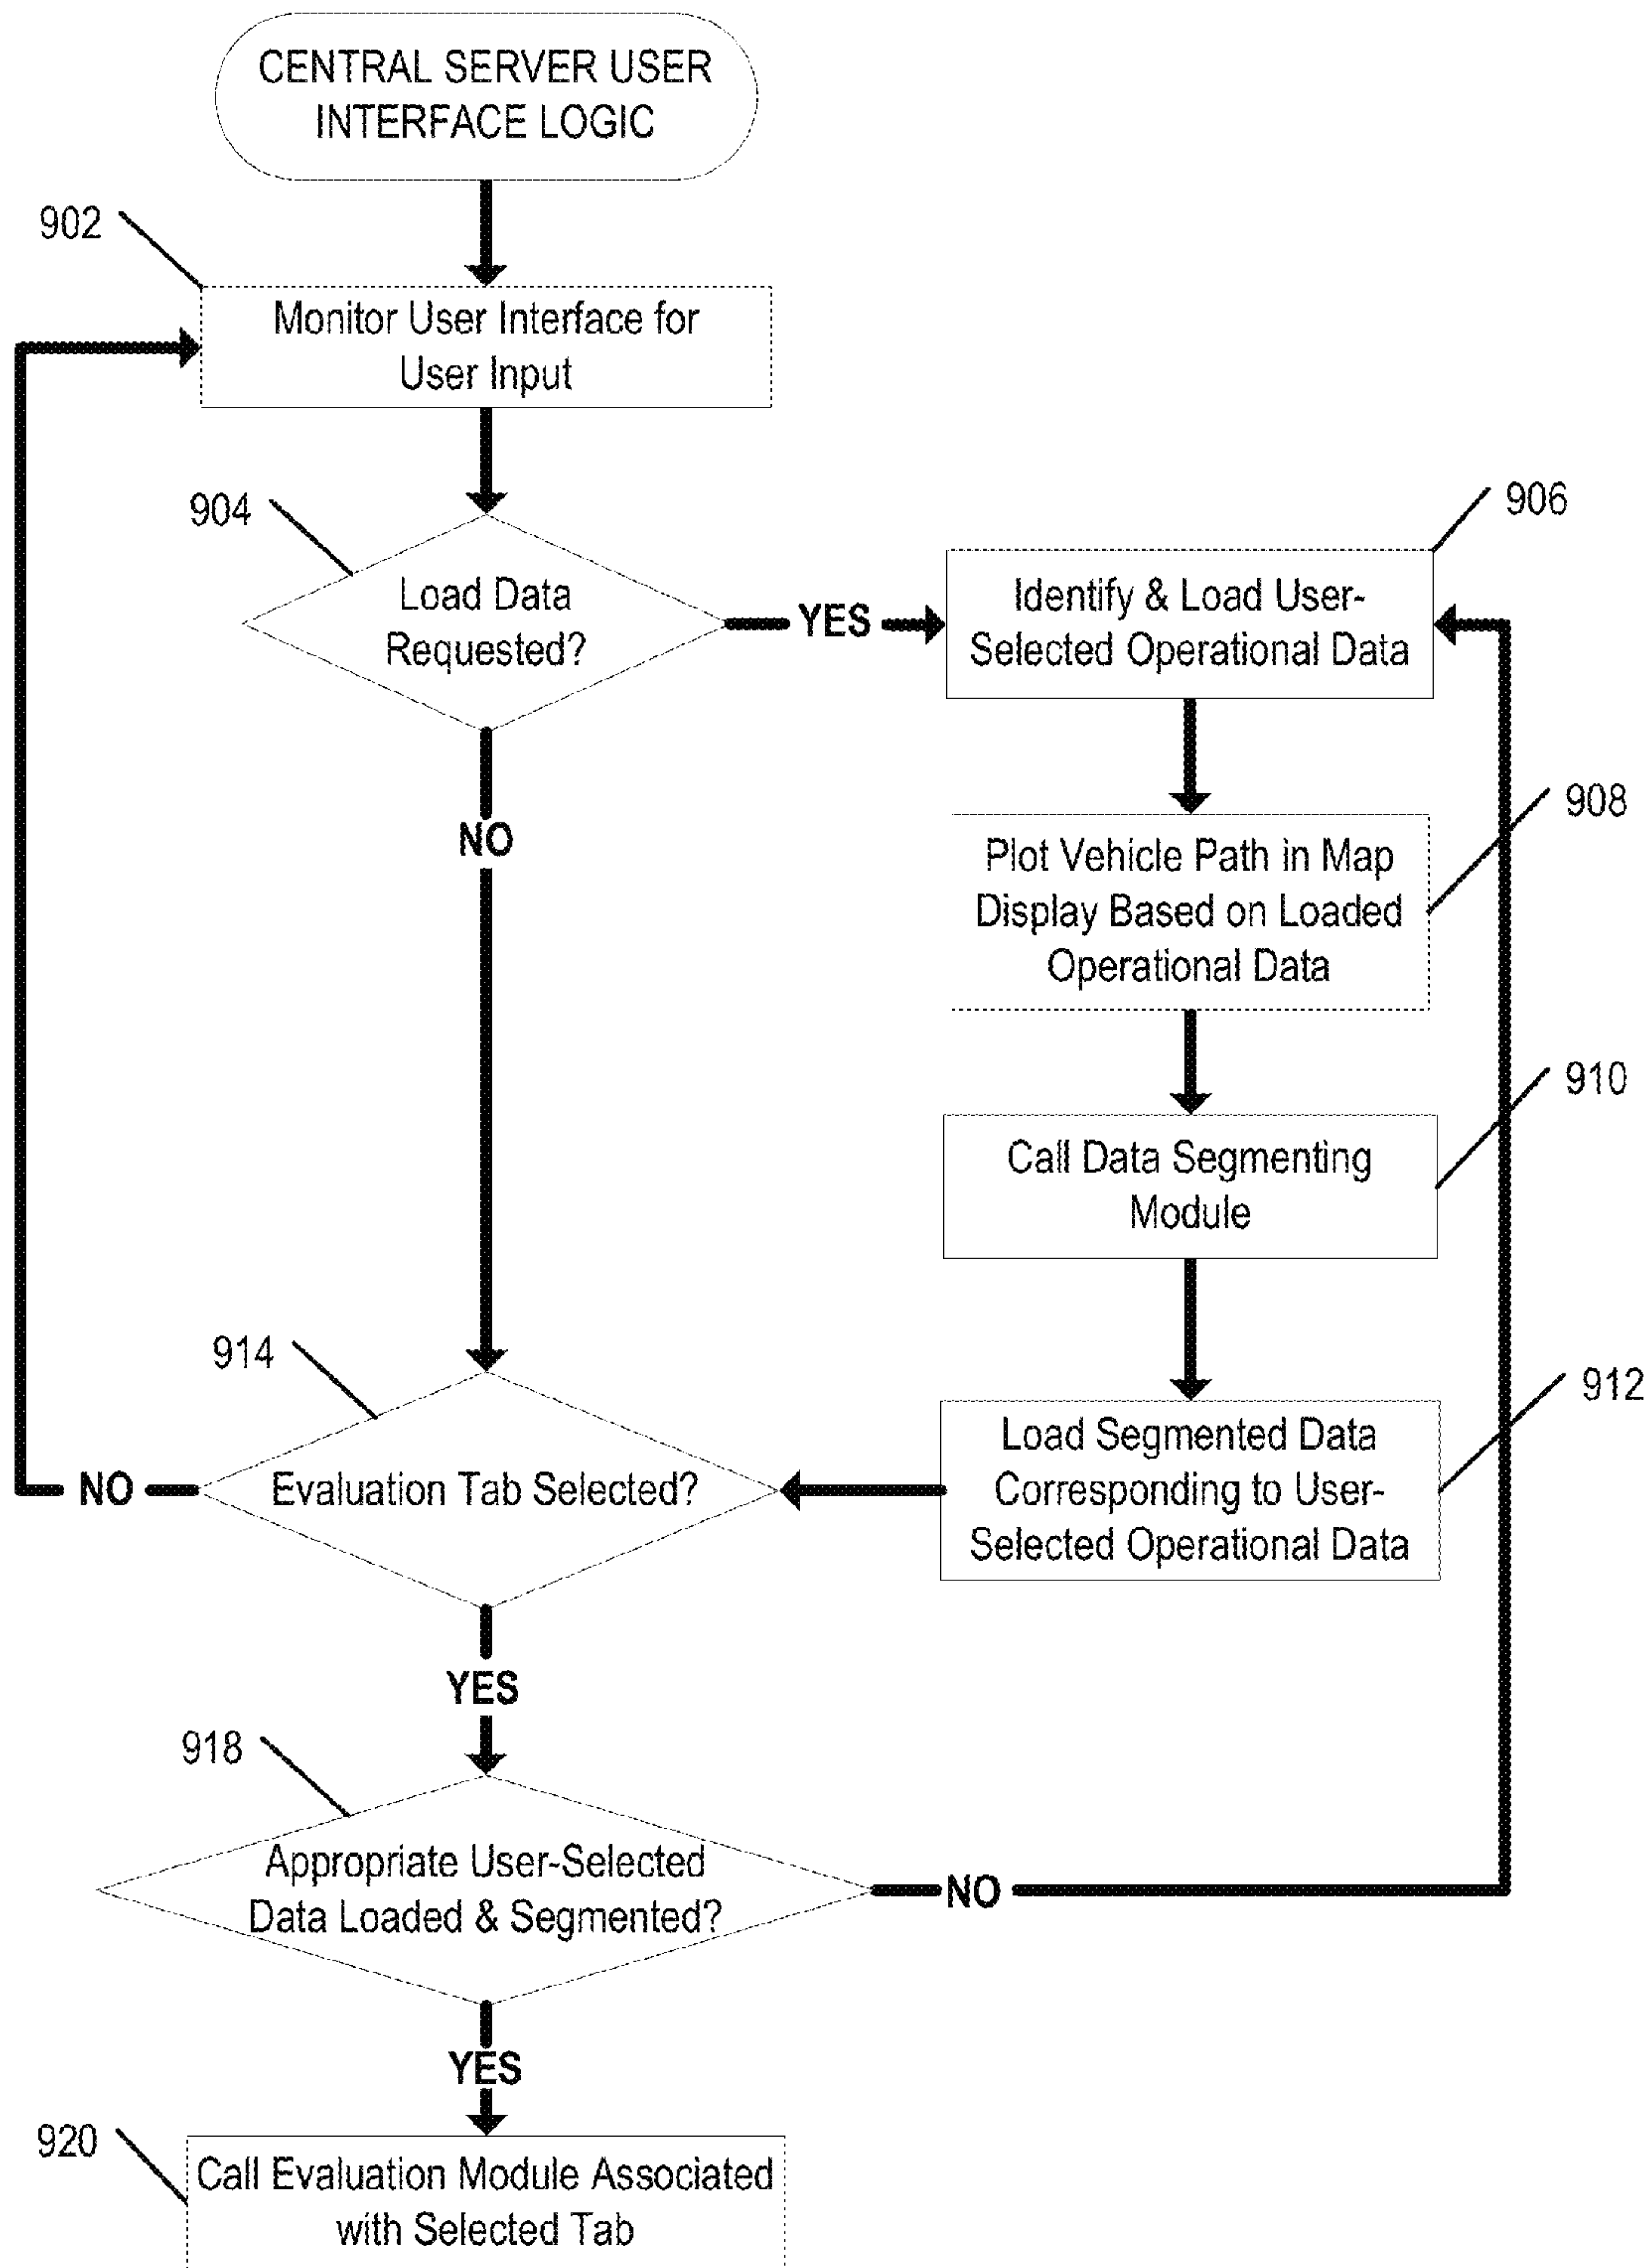 CENTRAL SERVER USER
INTERFACE LOGIC
902
Monitor User Interface for
User Input
904
Load Data
Requested?
YES
906
Identify & Load User-
Selected Operational Data
NO
908
Plot Vehicle Path in Map
Display Based on Loaded
Operational Data
910
Call Data Segmenting
Module
912
Load Segmented Data
Corresponding to User-
Selected Operational Data
914
Evaluation Tab Selected?
NO
YES
918
Appropriate User-Selected
Data Loaded & Segmented?
NO
YES
920
Call Evaluation Module Associated
with Selected Tab